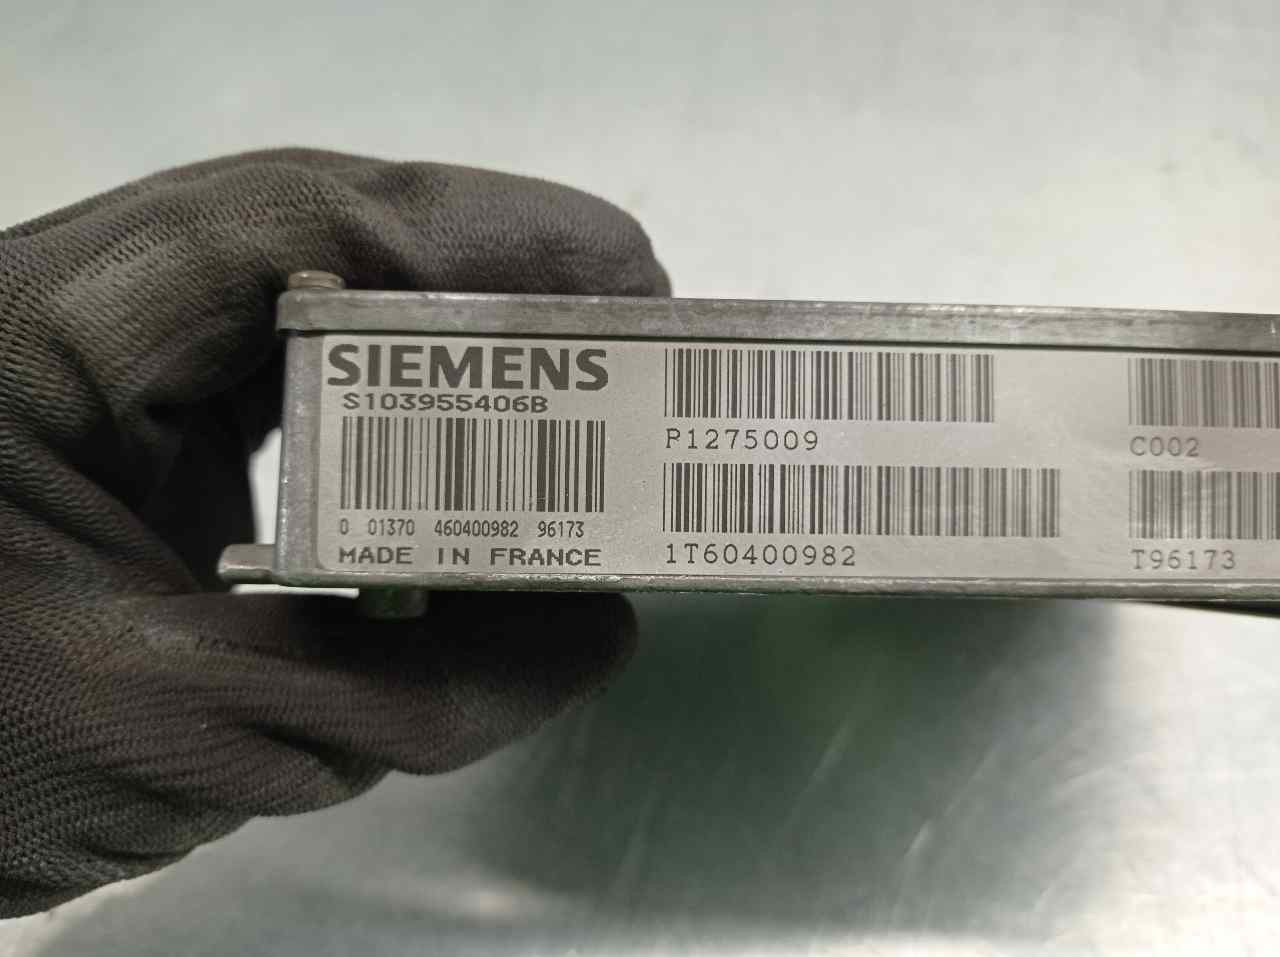 SIEMENS
S103955406B
0 01370 460400982 96173
MADE IN FRANCE
P1275009
1T60400982
C002
T96173